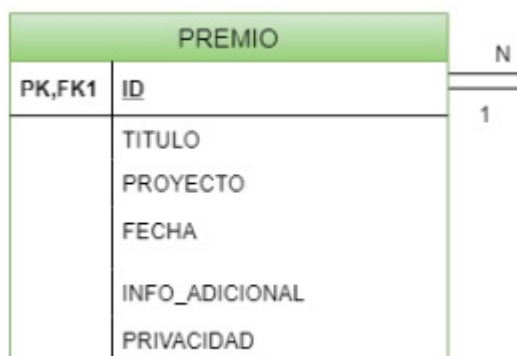 PREMIO
N
PK,FK1 ID
1
TITULO
PROYECTO
FECHA
INFO_ADICIONAL
PRIVACIDAD